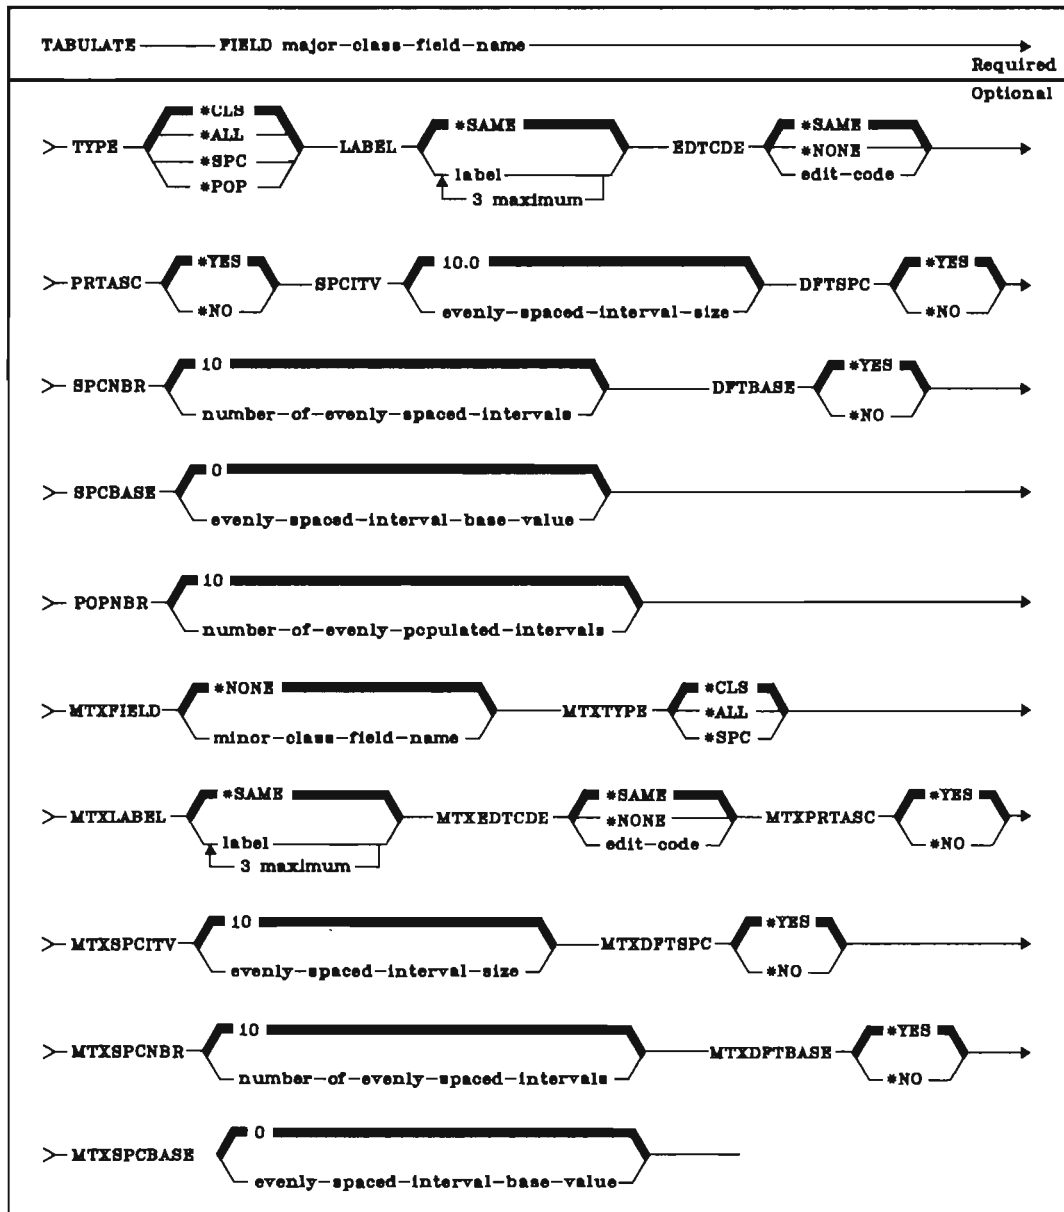 TABULATE FIELD major-class-field-name
Required
Optional
*CLS *SAME *SAME
> TYPE *ALL LABEL EDTCDE *NONE
*SPC label edit-code
*POP 3 maximum
*YES 10.0 *YES
> PRTASC SPCITV DFTSPC
*NO evenly-spaced-interval-size *NO
10 *YES
> SPCNBR DFTBASE
number-of-evenly-spaced-intervals *NO
0
> SPCBASE
evenly-spaced-interval-base-value
10
> POPNBR
number-of-evenly-populated-intervals
*NONE *CLS
> MTXFIELD MTXTYPE *ALL
minor-class-field-name *SPC
*SAME *SAME *YES
> MTXLABEL MTXEDTCDE *NONE MTXPRTASC
label edit-code *NO
3 maximum
10 *YES
> MTXSPCITV MTXDFTSPC
evenly-spaced-interval-size *NO
10 *YES
> MTXSPCNBR MTXDFTBASE
number-of-evenly-spaced-intervals *NO
0
> MTXSPCBASE
evenly-spaced-interval-base-value